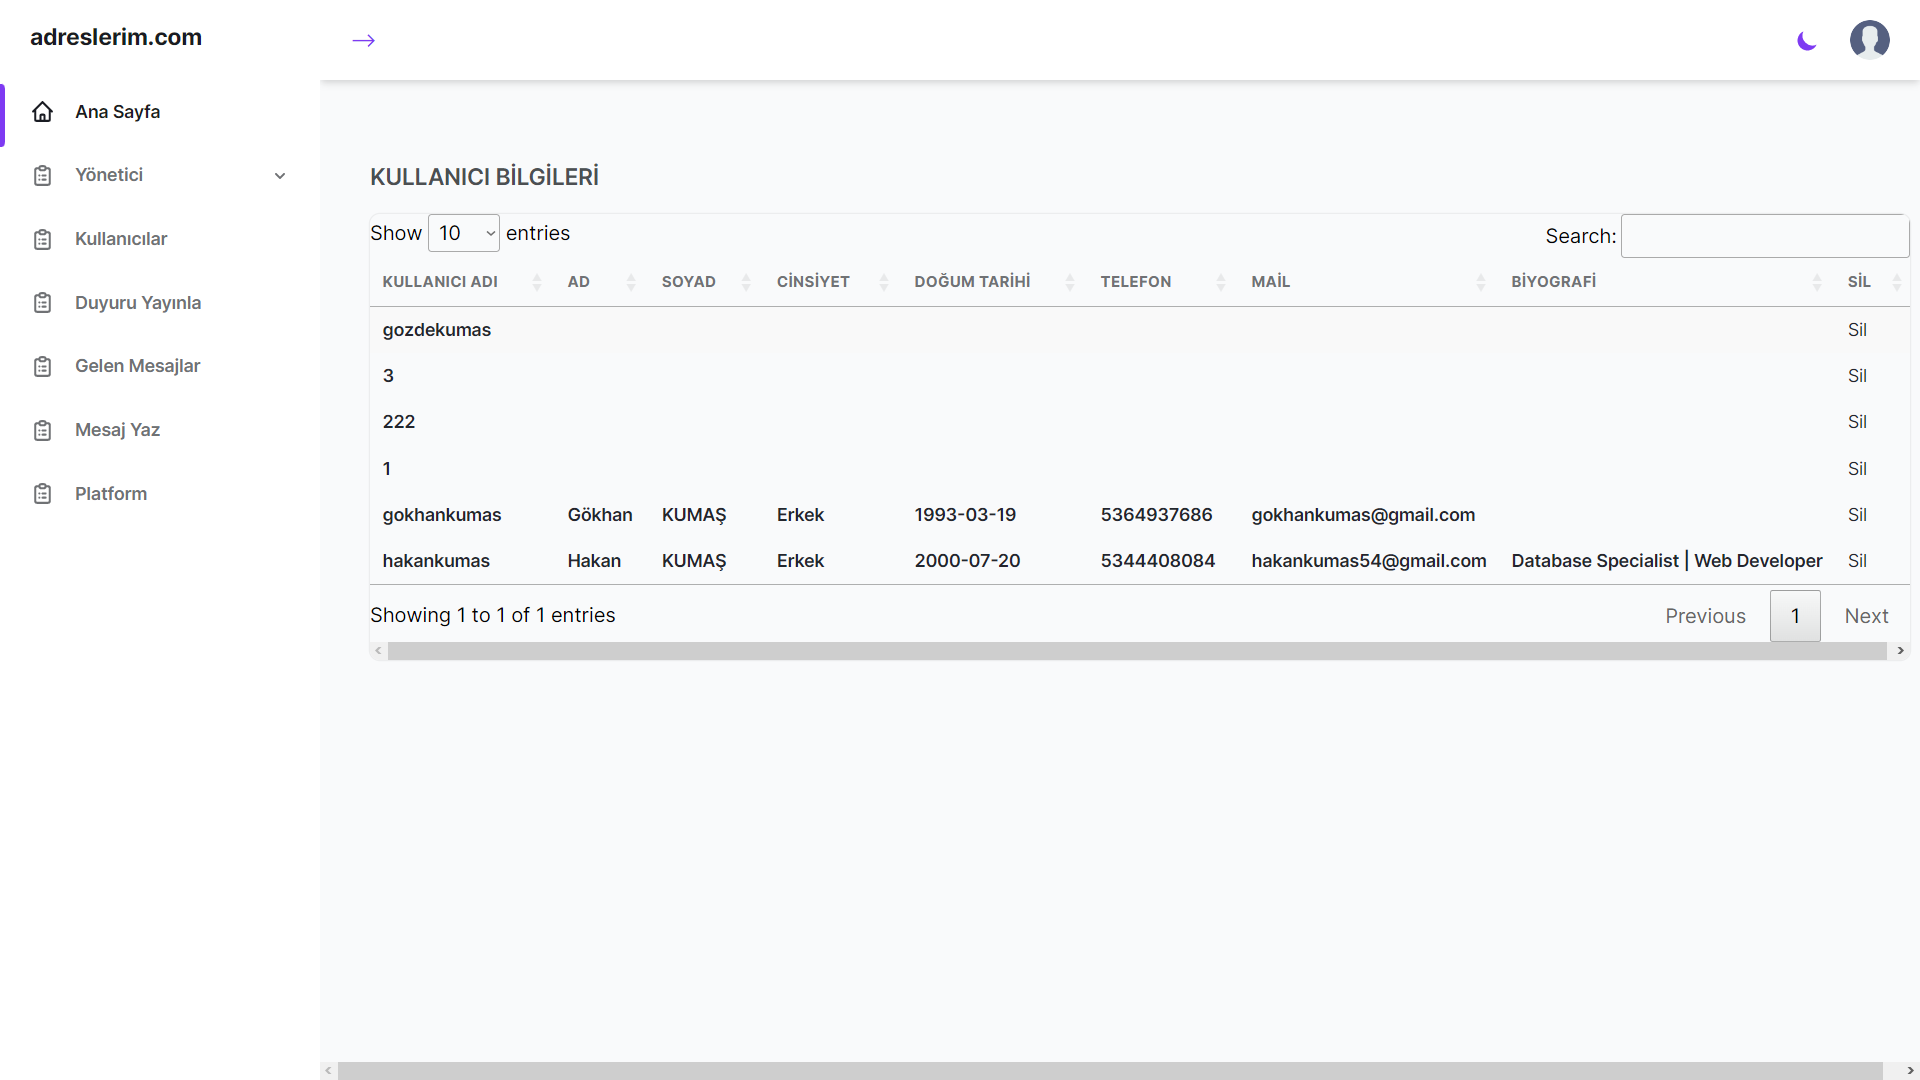 adreslerim.com
Ana Sayfa
Yönetici
Kullanıcılar
Duyuru Yayınla
Gelen Mesajlar
Mesaj Yaz
Platform
KULLANICI BİLGİLERİ
Show 10 entries
Search:
KULLANICI ADI AD SOYAD CİNSİYET DOĞUM TARİHİ TELEFON MAİL BİYOGRAFİ SİL
gozdekumas Sil
3 Sil
222 Sil
1 Sil
gokhankumas Gökhan KUMAŞ Erkek 1993-03-19 5364937686 gokhankumas@gmail.com Sil
hakankumas Hakan KUMAŞ Erkek 2000-07-20 5344408084 hakankumas54@gmail.com Database Specialist | Web Developer Sil
Showing 1 to 1 of 1 entries
Previous 1 Next